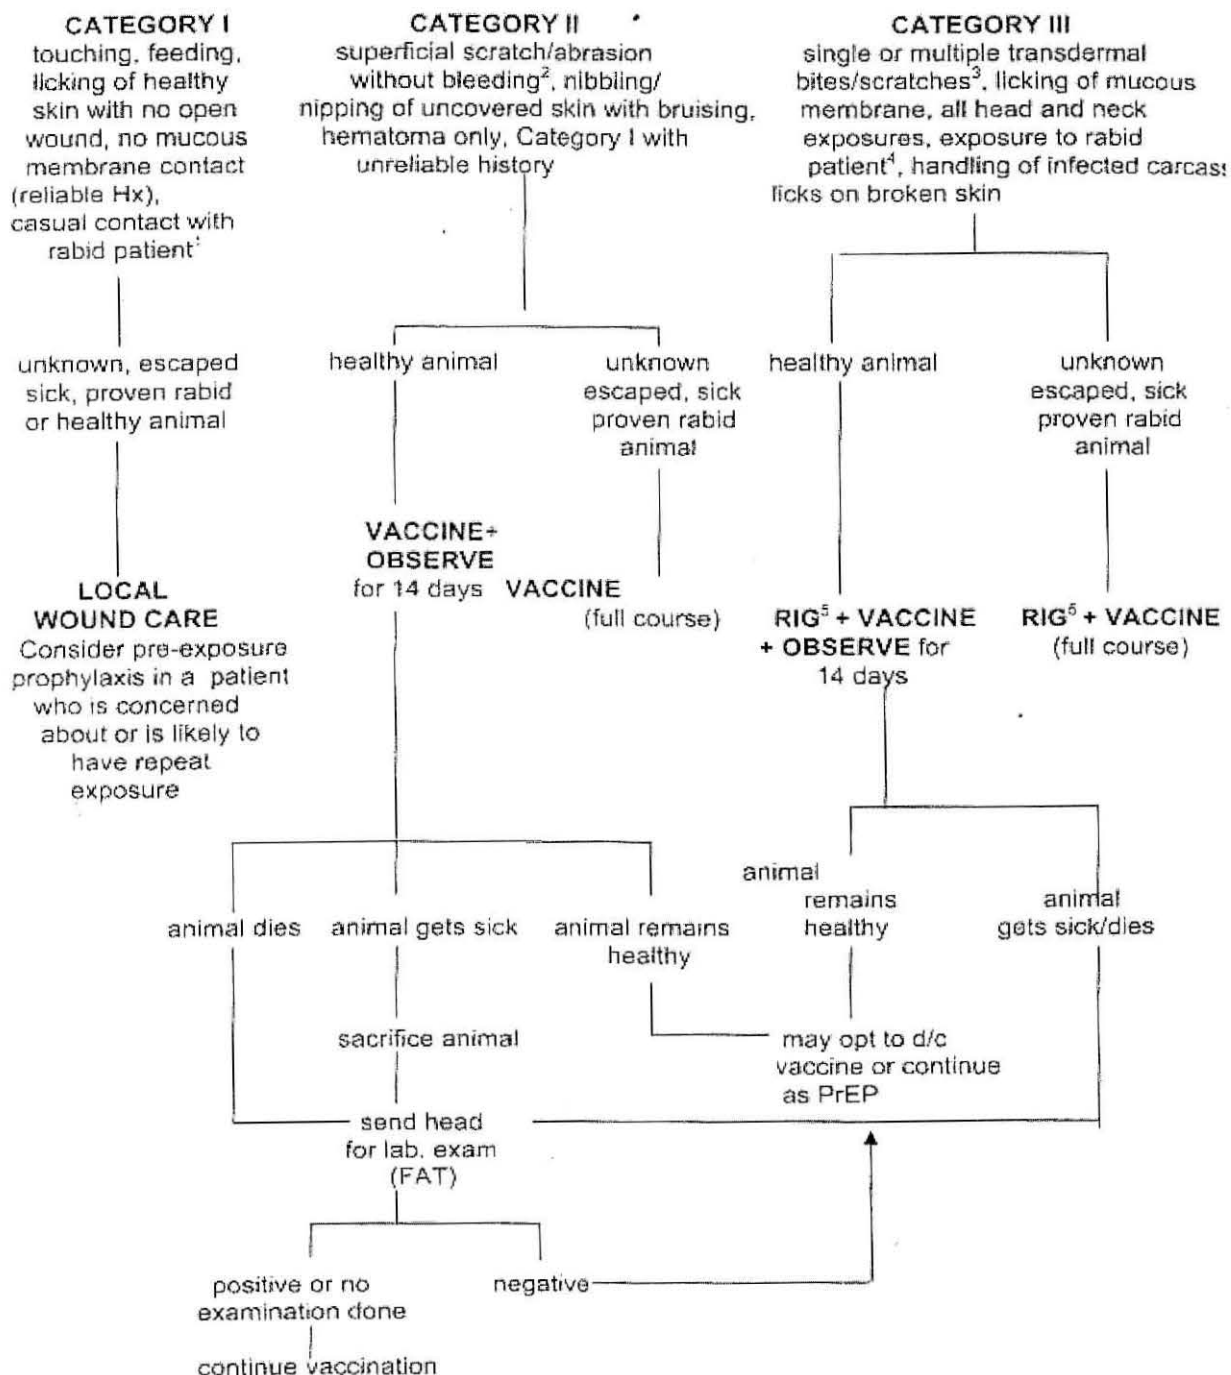 CATEGORY I
touching, feeding,
licking of healthy
skin with no open
wound, no mucous
membrane contact
(reliable Hx),
casual contact with
rabid patient¹
unknown, escaped
sick, proven rabid
or healthy animal
LOCAL
WOUND CARE
Consider pre-exposure
prophylaxis in a patient
who is concerned
about or is likely to
have repeat
exposure
CATEGORY II
superficial scratch/abrasion
without bleeding², nibbling/
nipping of uncovered skin with bruising,
hematoma only, Category I with
unreliable history
healthy animal
VACCINE+
OBSERVE
for 14 days
unknown
escaped, sick
proven rabid
animal
VACCINE
(full course)
CATEGORY III
single or multiple transdermal
bites/scratches³, licking of mucous
membrane, all head and neck
exposures, exposure to rabid
patient⁴, handling of infected carcass
licks on broken skin
healthy animal
RIG⁵ + VACCINE
+ OBSERVE for
14 days
unknown
escaped, sick
proven rabid
animal
RIG⁵ + VACCINE
(full course)
animal dies
animal gets sick
animal remains
healthy
animal
remains
healthy
animal
gets sick/dies
sacrifice animal
may opt to d/c
vaccine or continue
as PrEP
send head
for lab. exam
(FAT)
positive or no
examination done
negative
continue vaccination